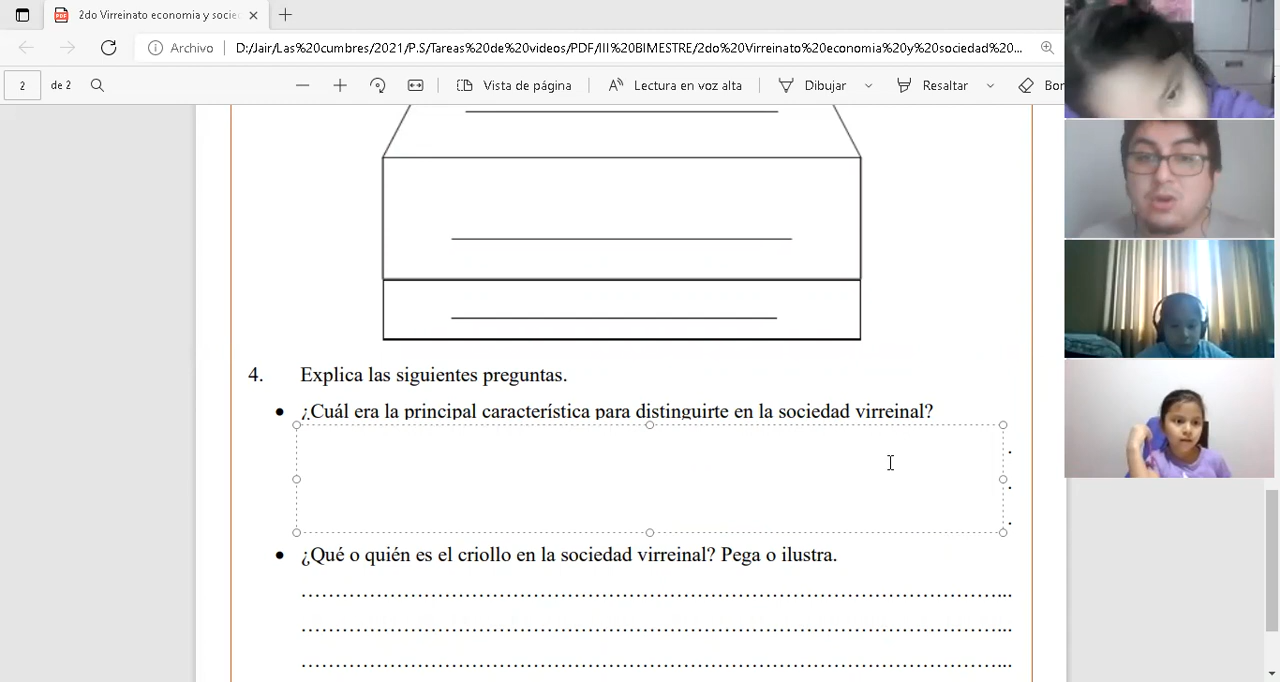 2do Virreinato economia y socie
Archivo
D:/Jair/Las%20cumbres/2021/P.S/Tareas%20de%20videos/PDF/III%20BIMESTRE/2do%20Virreinato%20economia%20y%20sociedad%20...
2 de 2
Vista de página
Lectura en voz alta
Dibujar
Resaltar
Bor
4. Explica las siguientes preguntas.
• ¿Cuál era la principal característica para distinguirte en la sociedad virreinal?
.
.
.
• ¿Qué o quién es el criollo en la sociedad virreinal? Pega o ilustra.
…………………………………………………………………………………………...
…………………………………………………………………………………………...
…………………………………………………………………………………………...